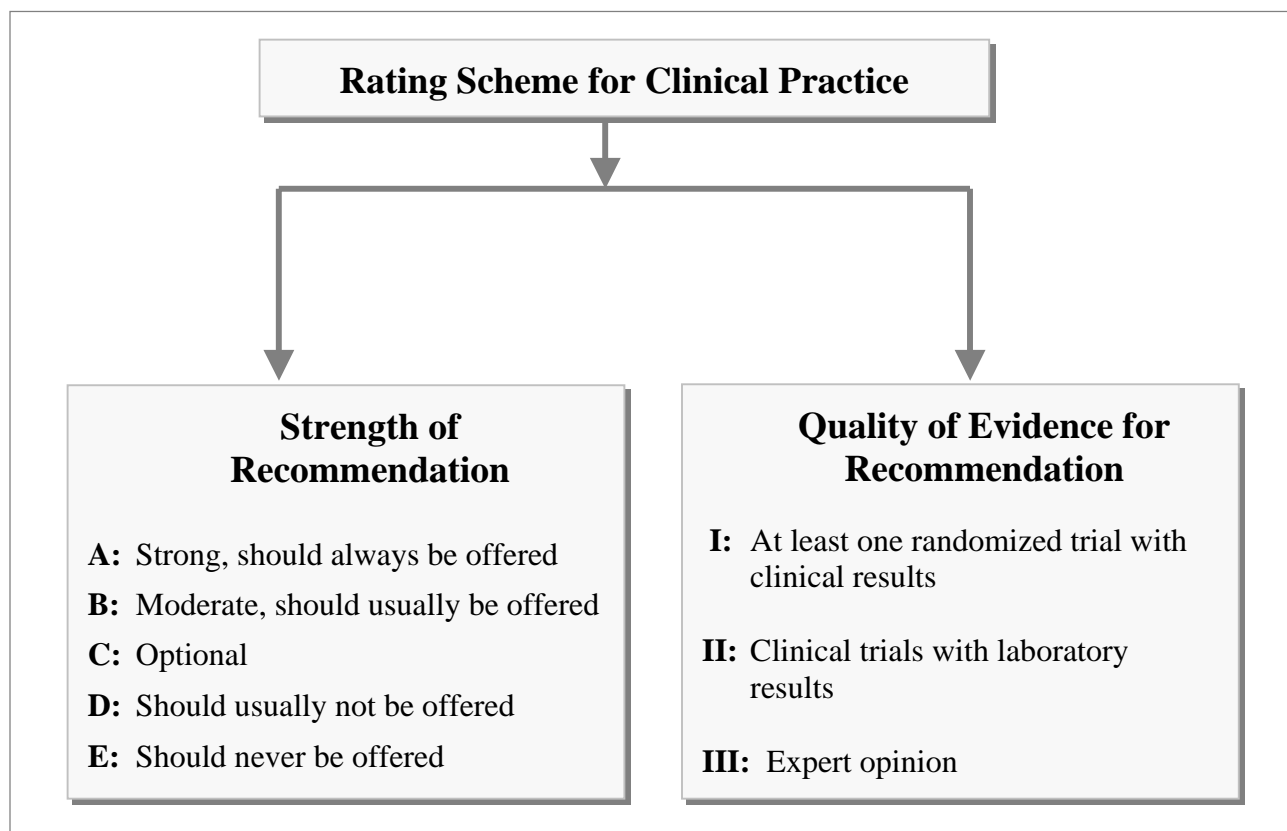 Rating Scheme for Clinical Practice
Strength of
Recommendation
A: Strong, should always be offered
B: Moderate, should usually be offered
C: Optional
D: Should usually not be offered
E: Should never be offered
Quality of Evidence for
Recommendation
I: At least one randomized trial with
clinical results
II: Clinical trials with laboratory
results
III: Expert opinion